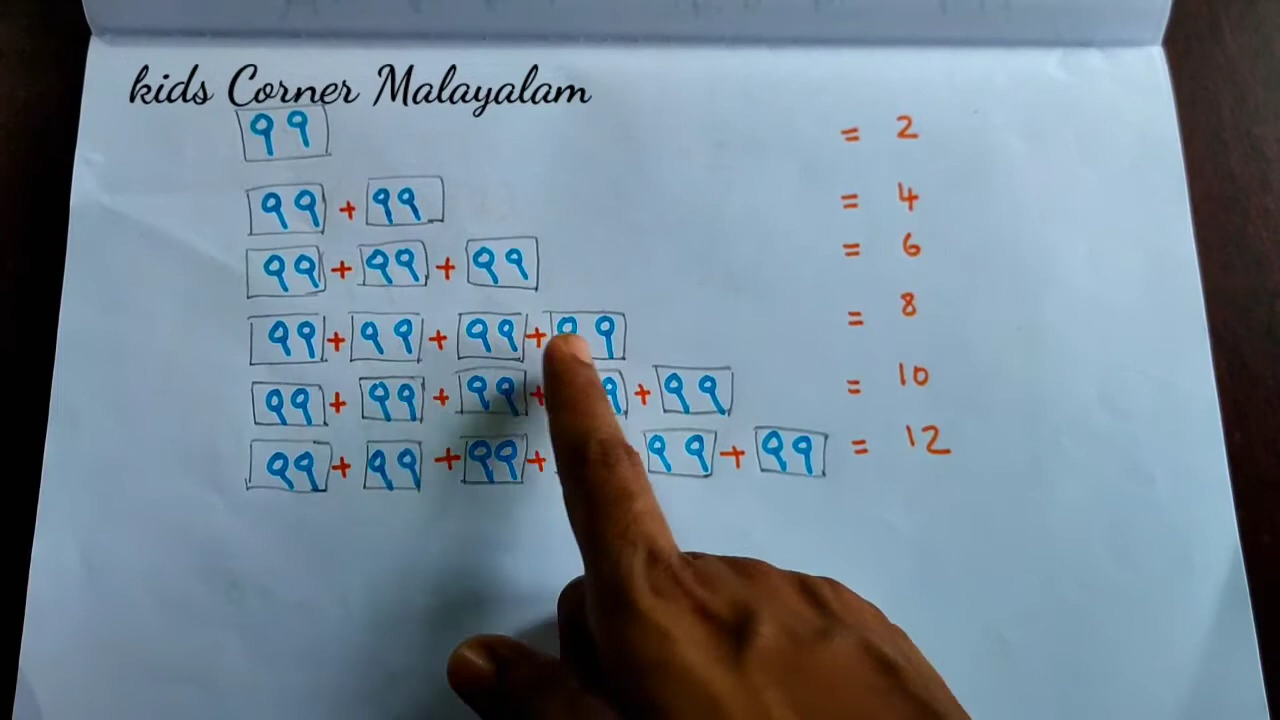 kids Corner Malayalam
99 = 2
99 + 99 = 4
99 + 99 + 99 = 6
99 + 99 + 99 + 99 = 8
99 + 99 + 99 + 9 + 99 = 10
99 + 99 + 99 + 99 + 99 = 12